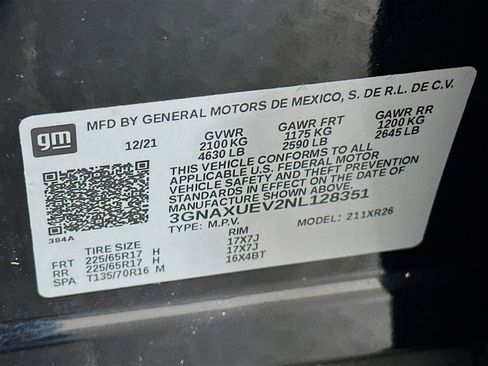 gm
MFD BY GENERAL MOTORS DE MEXICO, S. DE R.L. DE C.V.
12/21 GVWR GAWR FRT GAWR RR
2100 KG 1175 KG 1200 KG
4630 LB 2590 LB 2645 LB
THIS VEHICLE CONFORMS TO ALL
APPLICABLE U.S. FEDERAL MOTOR
VEHICLE SAFETY AND THEFT PREVENTION
STANDARDS IN EFFECT ON THE DATE OF
MANUFACTURE SHOWN ABOVE.
3GNAXUEV2NL128351
384A
TYPE: M.P.V. MODEL: 211XR26
TIRE SIZE RIM
FRT 225/65R17 H 17X7J
RR 225/65R17 H 17X7J
SPA T135/70R16 M 16X4BT